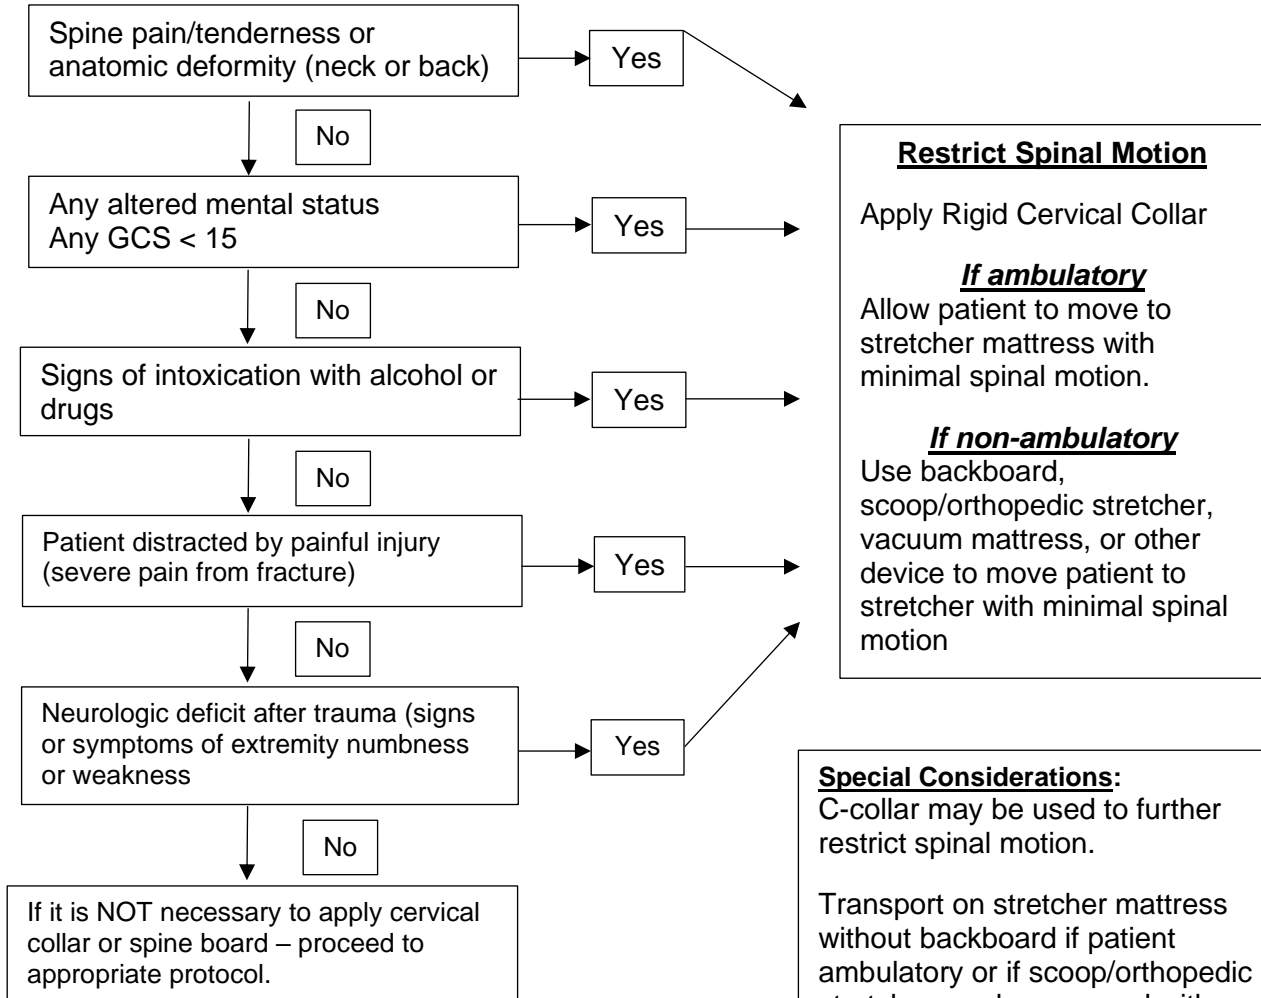 Spine pain/tenderness or
anatomic deformity (neck or back)
Yes
No
Any altered mental status
Any GCS < 15
Yes
No
Signs of intoxication with alcohol or
drugs
Yes
No
Patient distracted by painful injury
(severe pain from fracture)
Yes
No
Neurologic deficit after trauma (signs
or symptoms of extremity numbness
or weakness
Yes
No
If it is NOT necessary to apply cervical
collar or spine board – proceed to
appropriate protocol.
Restrict Spinal Motion
Apply Rigid Cervical Collar
If ambulatory
Allow patient to move to
stretcher mattress with
minimal spinal motion.
If non-ambulatory
Use backboard,
scoop/orthopedic stretcher,
vacuum mattress, or other
device to move patient to
stretcher with minimal spinal
motion
Special Considerations:
C-collar may be used to further
restrict spinal motion.
Transport on stretcher mattress
without backboard if patient
ambulatory or if scoop/orthopedic